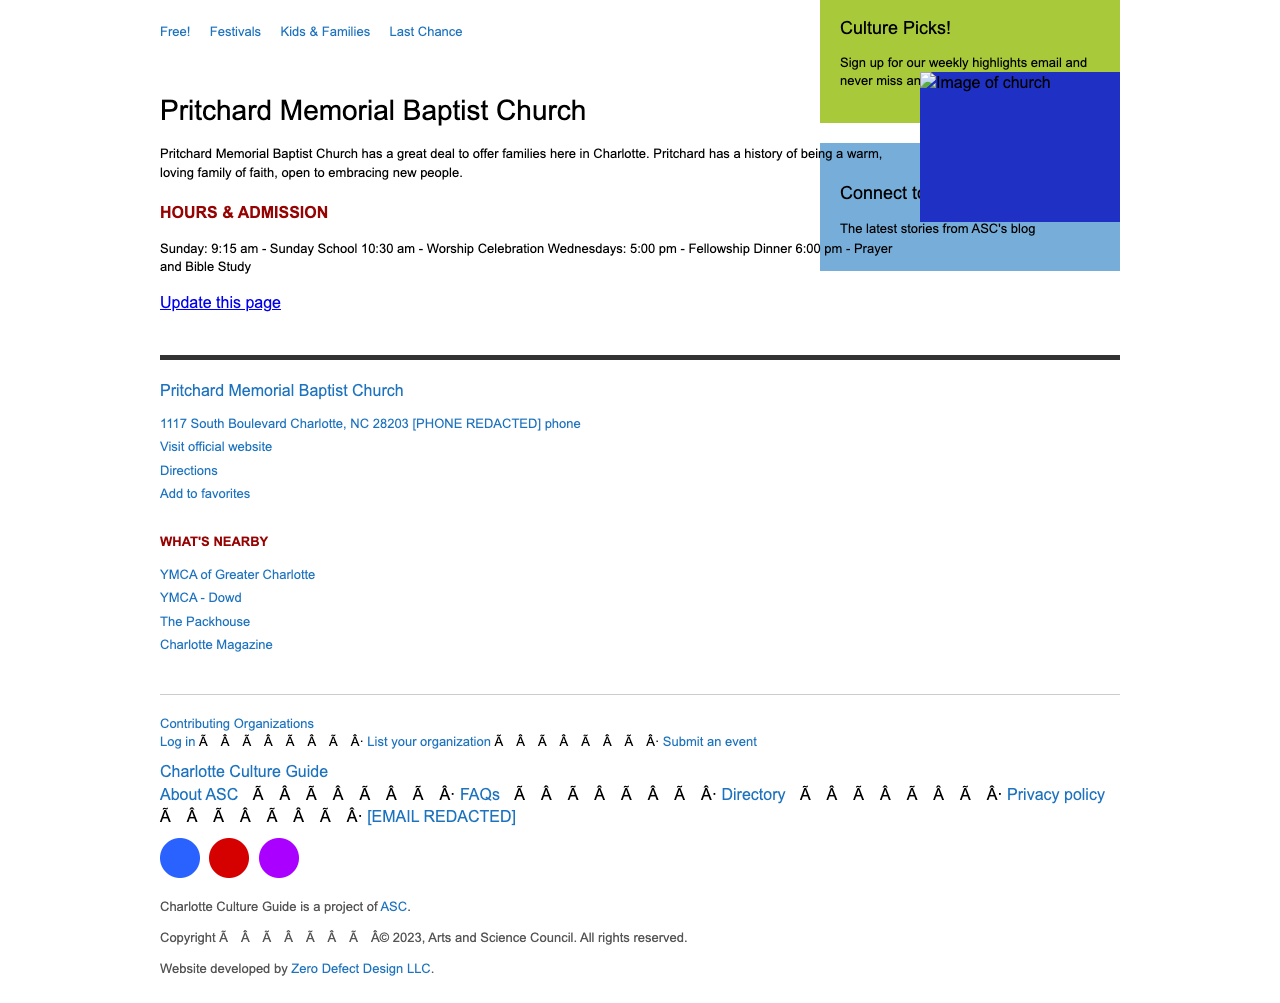 Free! Festivals Kids & Families Last Chance
Culture Picks!
Sign up for our weekly highlights email and
never miss an
Image of church
Pritchard Memorial Baptist Church
Pritchard Memorial Baptist Church has a great deal to offer families here in Charlotte. Pritchard has a history of being a warm,
loving family of faith, open to embracing new people.
Connect to
The latest stories from ASC's blog
HOURS & ADMISSION
Sunday: 9:15 am - Sunday School 10:30 am - Worship Celebration Wednesdays: 5:00 pm - Fellowship Dinner 6:00 pm - Prayer
and Bible Study
Update this page
Pritchard Memorial Baptist Church
1117 South Boulevard Charlotte, NC 28203 [PHONE REDACTED] phone
Visit official website
Directions
Add to favorites
WHAT'S NEARBY
YMCA of Greater Charlotte
YMCA - Dowd
The Packhouse
Charlotte Magazine
Contributing Organizations
Log in Ã Â Ã Â Ã Â Ã Â· List your organization Ã Â Ã Â Ã Â Ã Â· Submit an event
Charlotte Culture Guide
About ASC Ã Â Ã Â Ã Â Ã Â· FAQs Ã Â Ã Â Ã Â Ã Â· Directory Ã Â Ã Â Ã Â Ã Â· Privacy policy
Ã Â Ã Â Ã Â Ã Â· [EMAIL REDACTED]
Charlotte Culture Guide is a project of ASC.
Copyright Ã Â Ã Â Ã Â Ã Â© 2023, Arts and Science Council. All rights reserved.
Website developed by Zero Defect Design LLC.